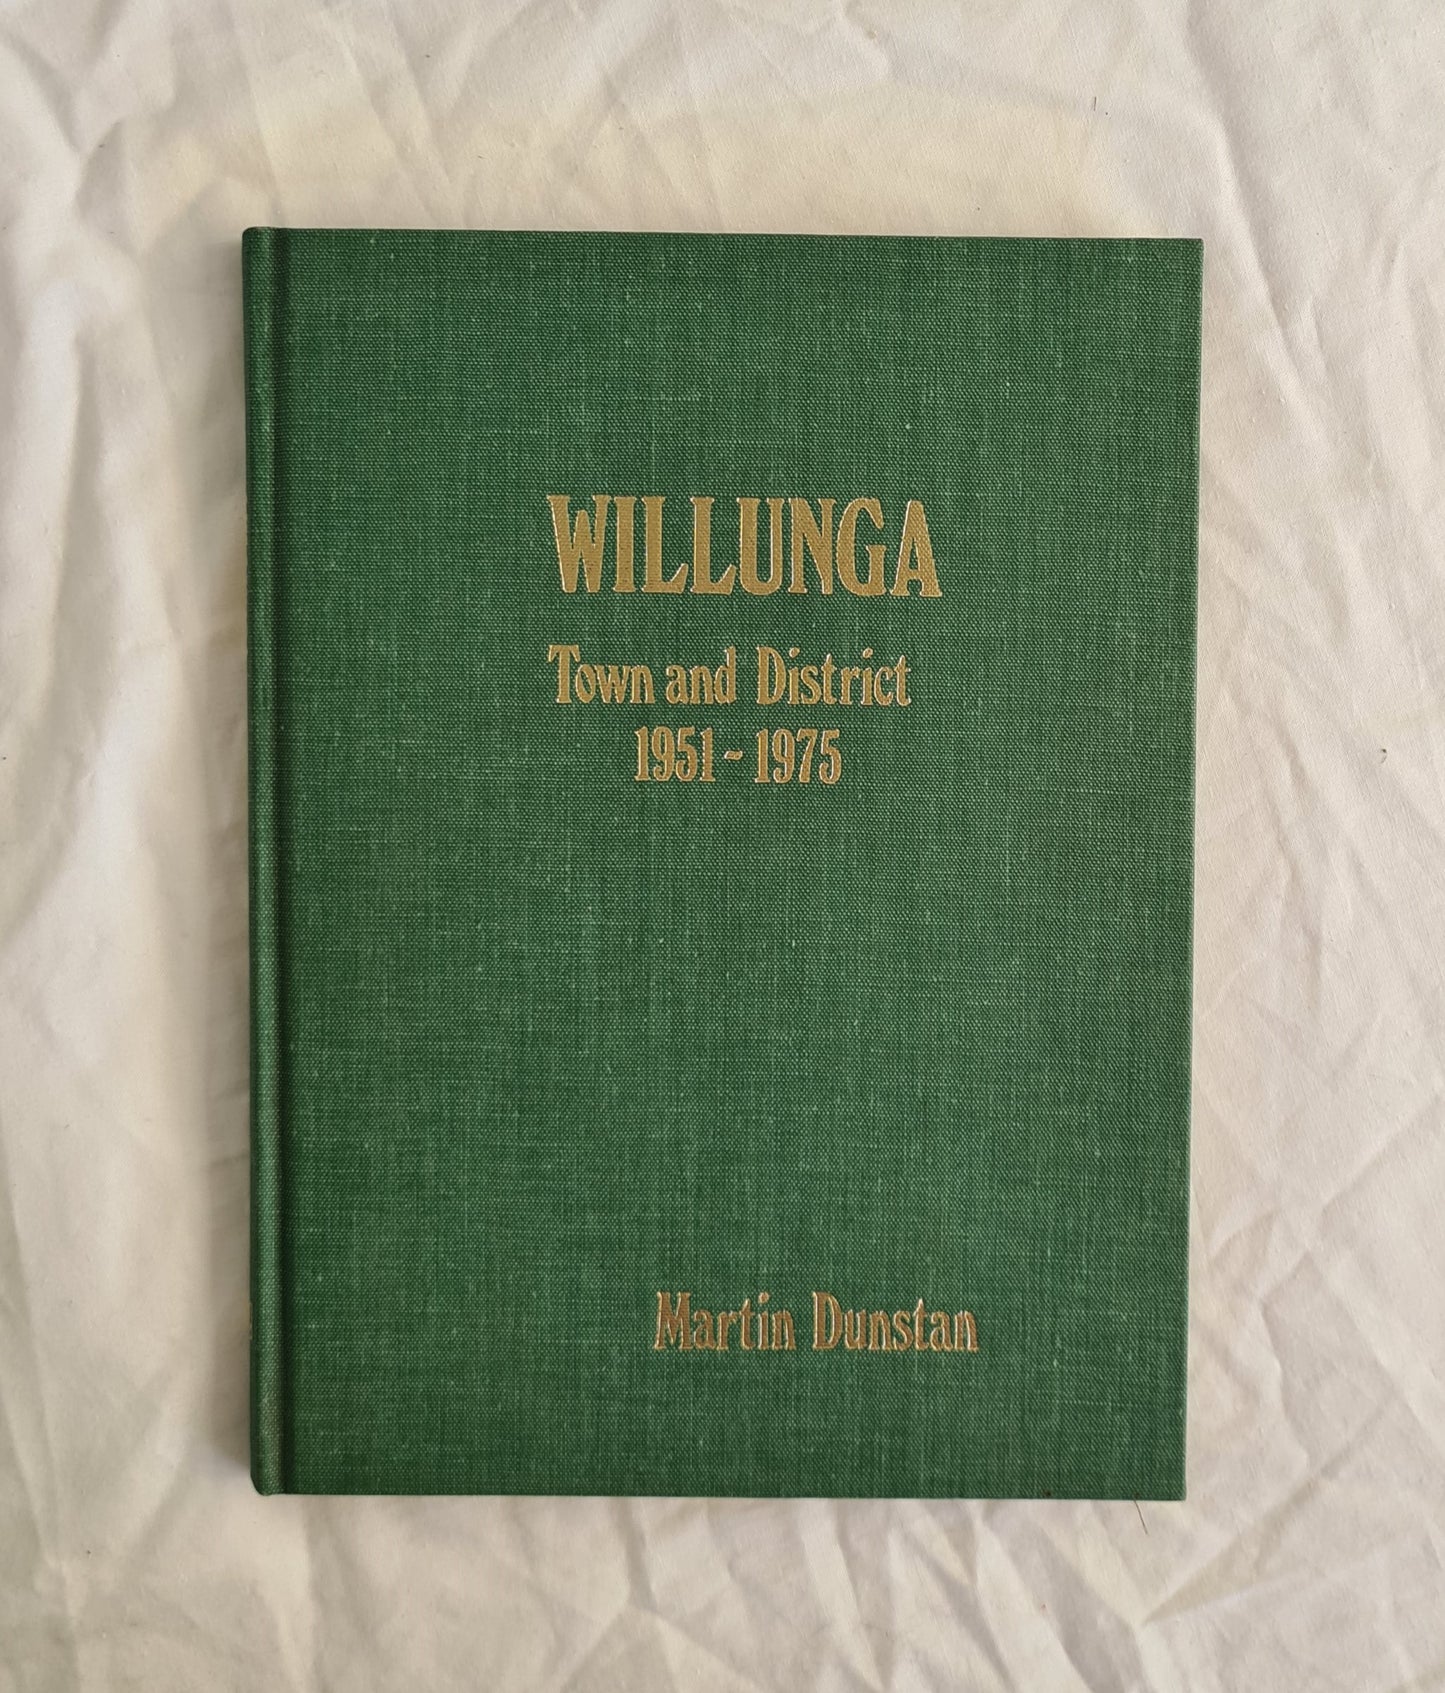 WILLUNGA
Town and District
1951 - 1975
Martin Dunstan